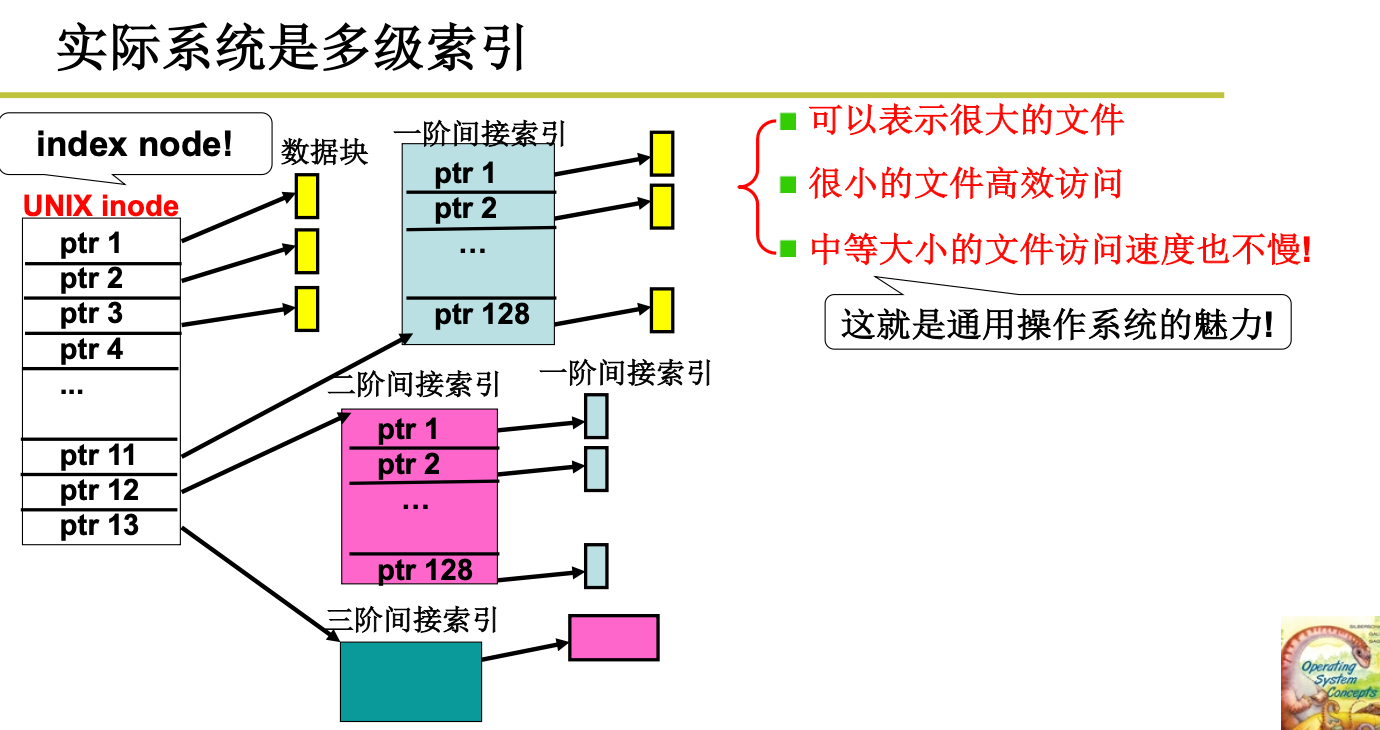 实际系统是多级索引
index node!
数据块
UNIX inode
ptr 1
ptr 2
ptr 3
ptr 4
...
ptr 11
ptr 12
ptr 13
一阶间接索引
ptr 1
ptr 2
...
ptr 128
二阶间接索引
一阶间接索引
ptr 1
ptr 2
...
ptr 128
三阶间接索引
可以表示很大的文件
很小的文件高效访问
中等大小的文件访问速度也不慢!
这就是通用操作系统的魅力!
Operating
System
Concepts